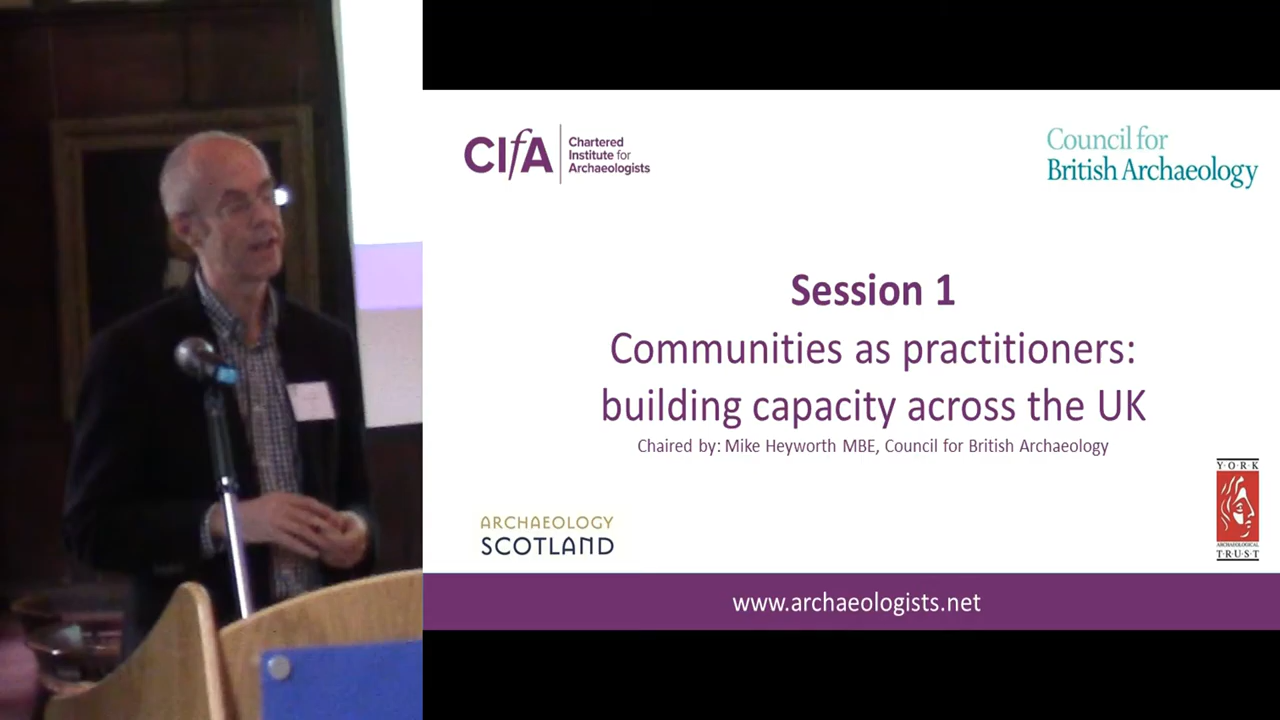 CIfA
Chartered
Institute for
Archaeologists
Council for
British Archaeology
Session 1
Communities as practitioners:
building capacity across the UK
Chaired by: Mike Heyworth MBE, Council for British Archaeology
ARCHAEOLOGY
SCOTLAND
YORK
ARCHAEOLOGICAL
TRUST
www.archaeologists.net